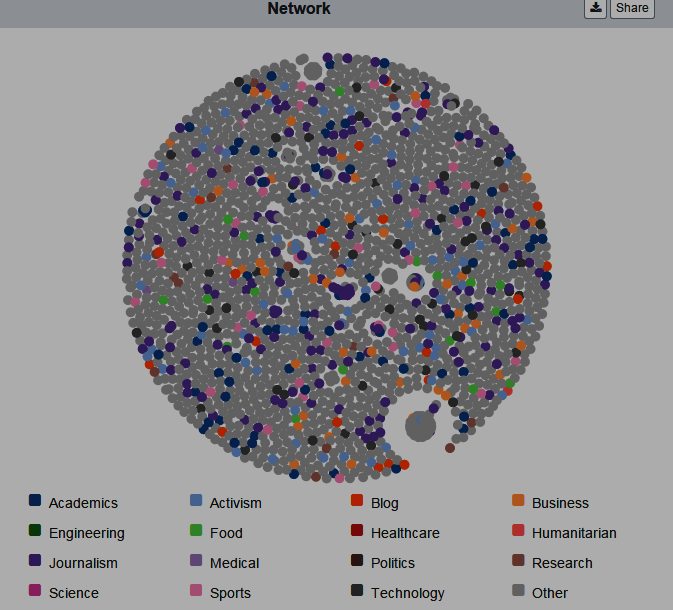 Network
Share
Academics Activism Blog Business
Engineering Food Healthcare Humanitarian
Journalism Medical Politics Research
Science Sports Technology Other